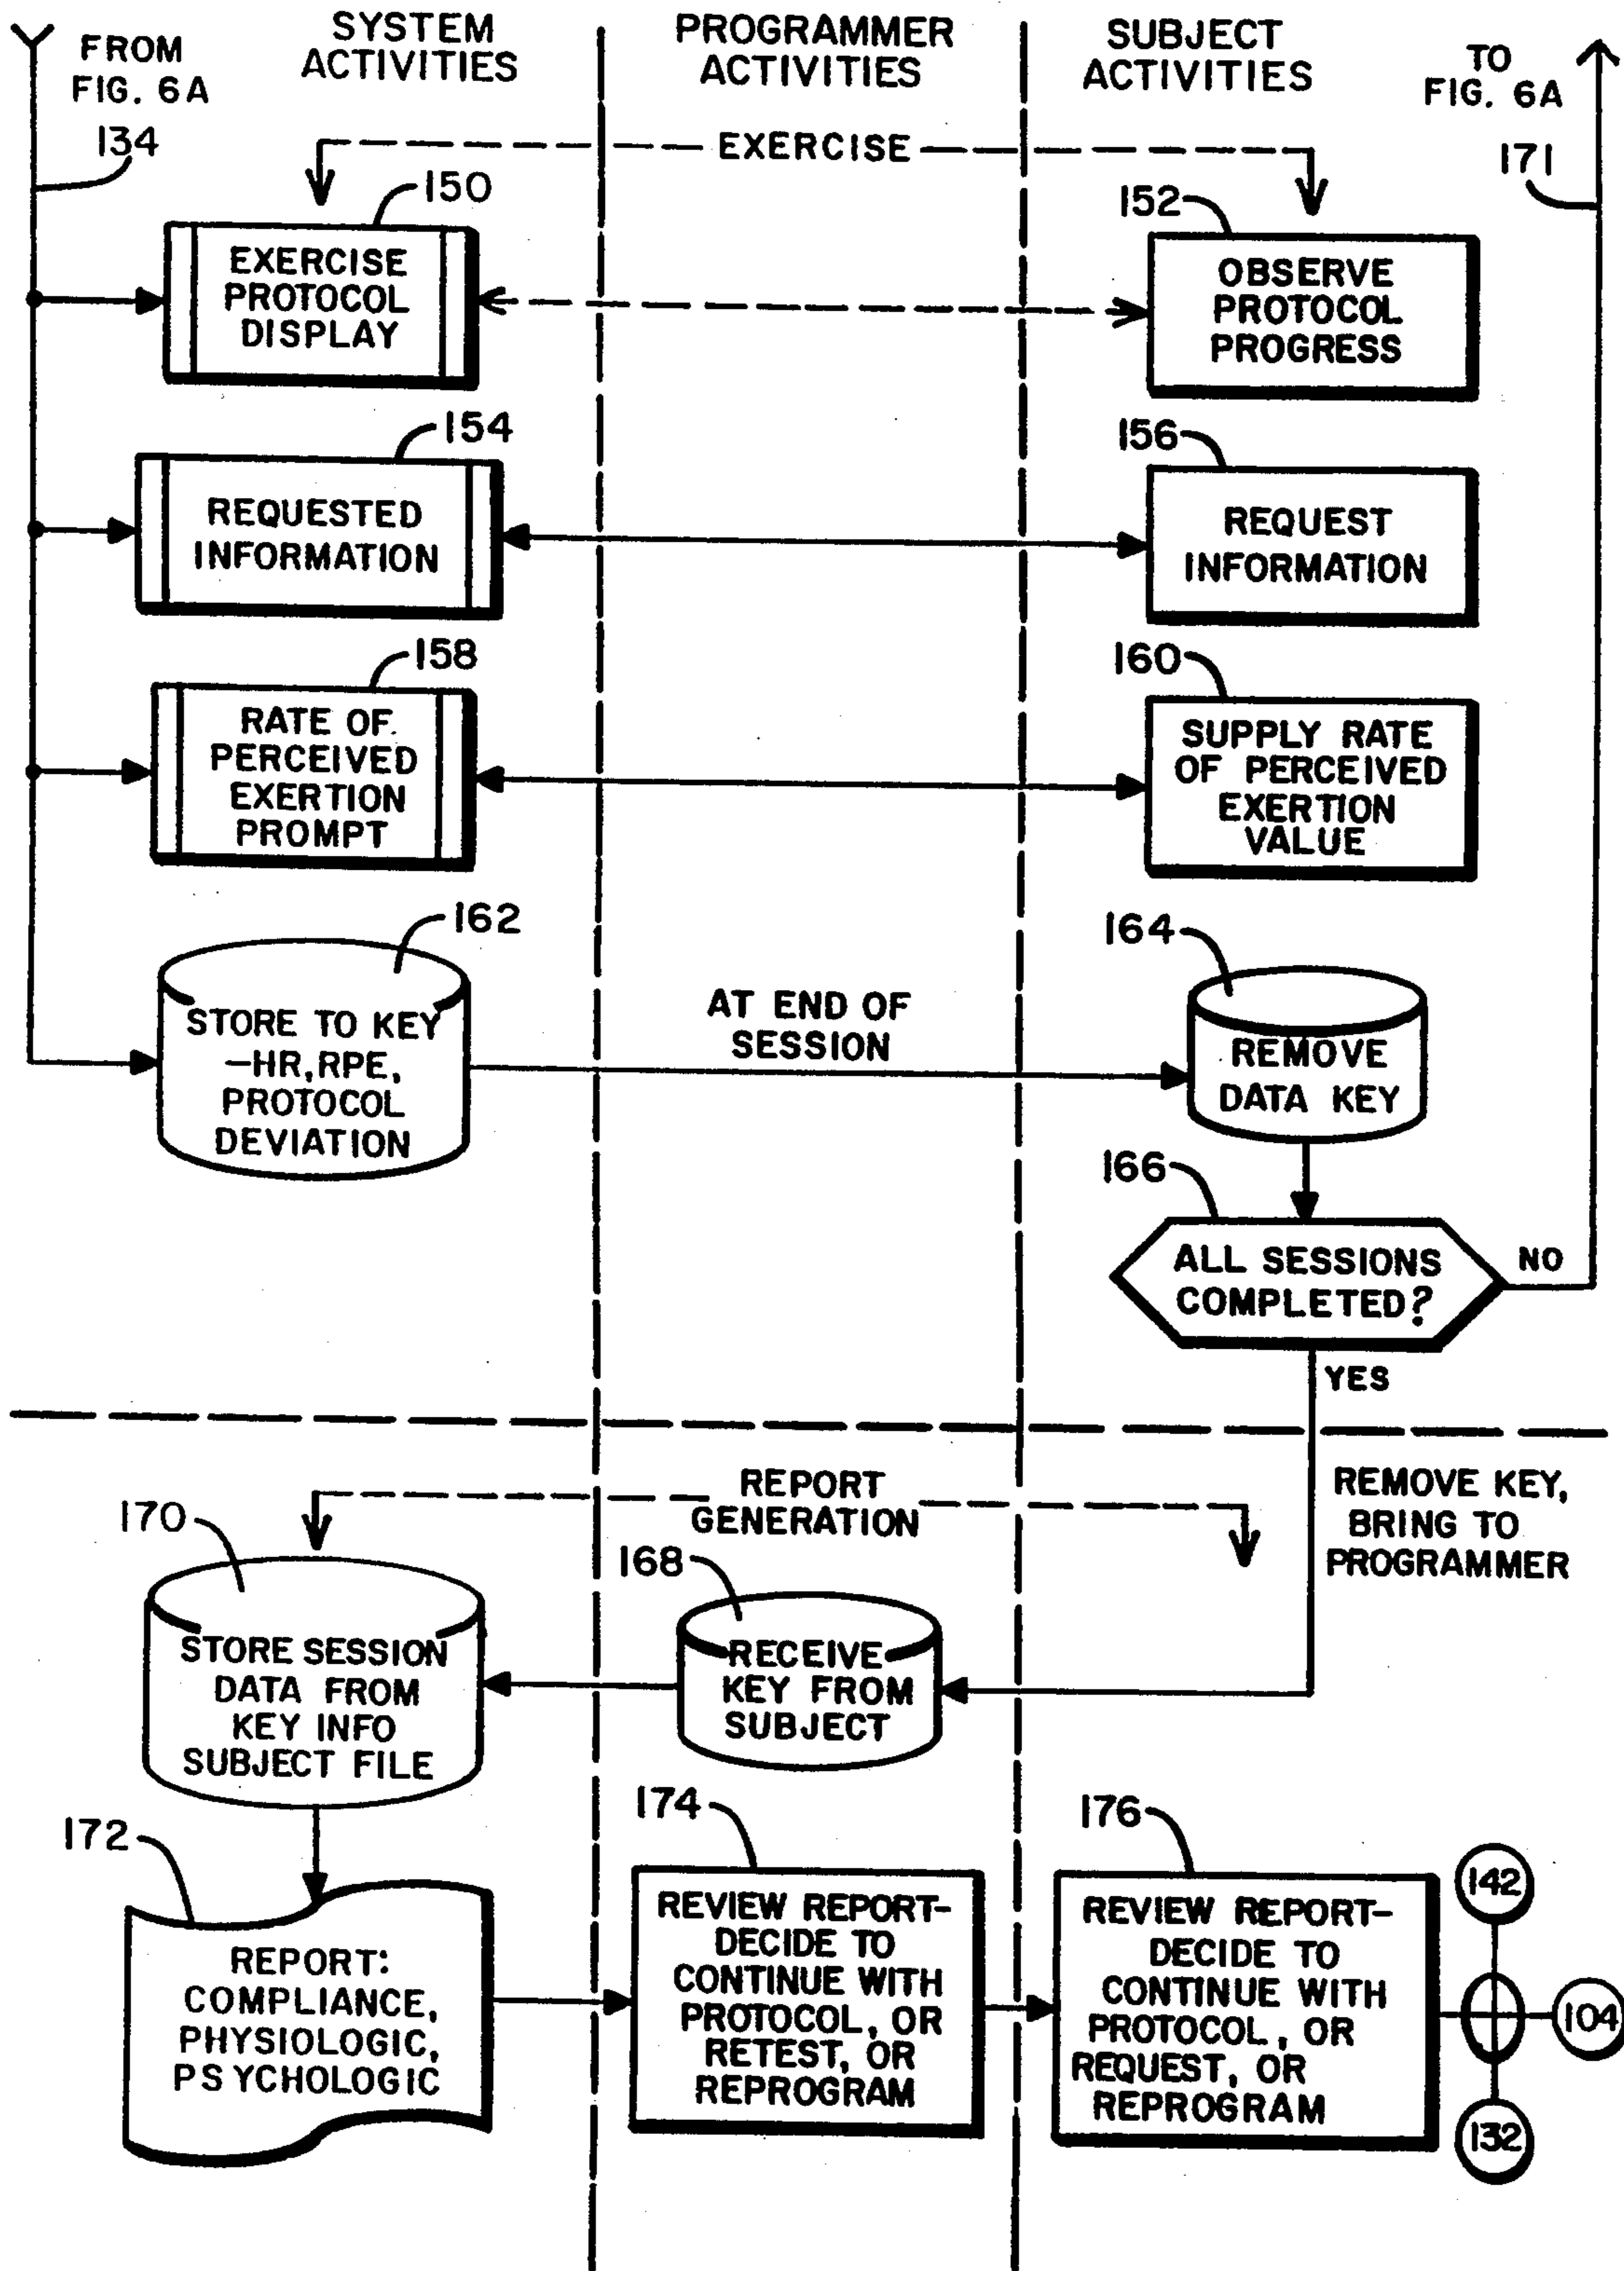 FROM
FIG. 6A
134
SYSTEM
ACTIVITIES
PROGRAMMER
ACTIVITIES
SUBJECT
ACTIVITIES
TO
FIG. 6A
171
EXERCISE
150
EXERCISE
PROTOCOL
DISPLAY
152
OBSERVE
PROTOCOL
PROGRESS
154
REQUESTED
INFORMATION
156
REQUEST
INFORMATION
158
RATE OF
PERCEIVED
EXERTION
PROMPT
160
SUPPLY RATE
OF PERCEIVED
EXERTION
VALUE
162
STORE TO KEY
-HR, RPE,
PROTOCOL
DEVIATION
AT END OF
SESSION
164
REMOVE
DATA KEY
166
ALL SESSIONS
COMPLETED?
NO
YES
REMOVE KEY,
BRING TO
PROGRAMMER
REPORT
GENERATION
170
STORE SESSION
DATA FROM
KEY INFO
SUBJECT FILE
168
RECEIVE
KEY FROM
SUBJECT
172
REPORT:
COMPLIANCE,
PHYSIOLOGIC,
PSYCHOLOGIC
174
REVIEW REPORT-
DECIDE TO
CONTINUE WITH
PROTOCOL, OR
RETEST, OR
REPROGRAM
176
REVIEW REPORT-
DECIDE TO
CONTINUE WITH
PROTOCOL, OR
REQUEST, OR
REPROGRAM
142
104
132